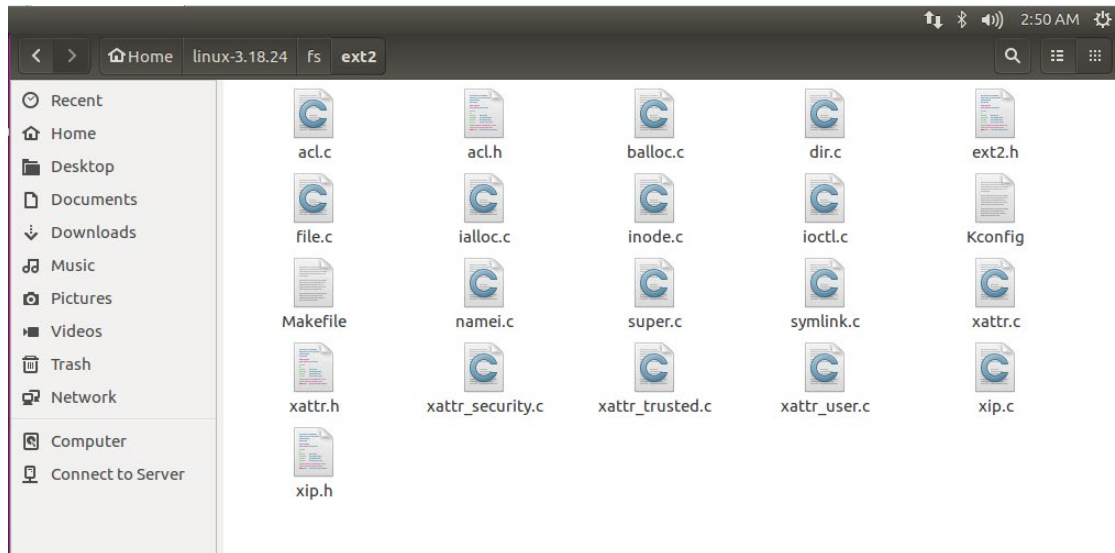 2:50 AM
Home linux-3.18.24 fs ext2
Recent
Home
Desktop
Documents
Downloads
Music
Pictures
Videos
Trash
Network
Computer
Connect to Server
acl.c acl.h balloc.c dir.c ext2.h
file.c ialloc.c inode.c ioctl.c Kconfig
Makefile namei.c super.c symlink.c xattr.c
xattr.h xattr_security.c xattr_trusted.c xattr_user.c xip.c
xip.h